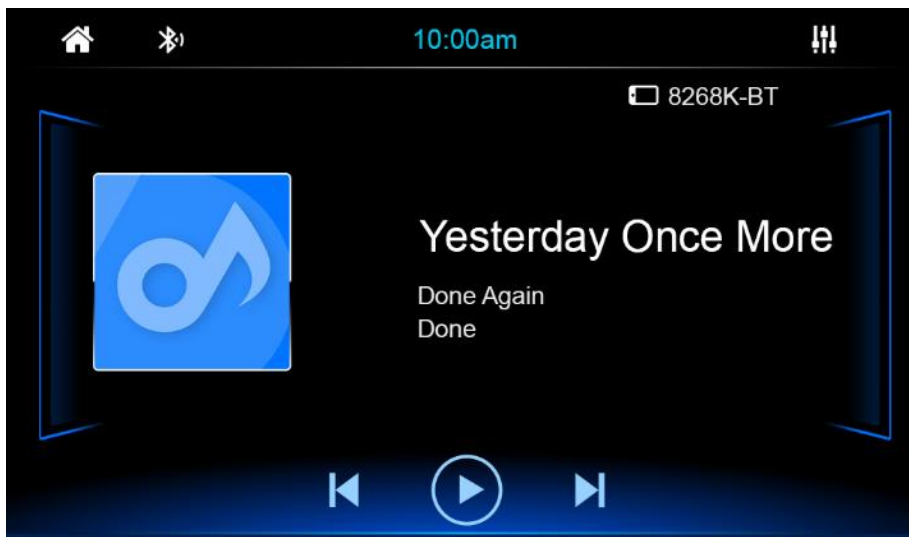 10:00am
8268K-BT
Yesterday Once More
Done Again
Done